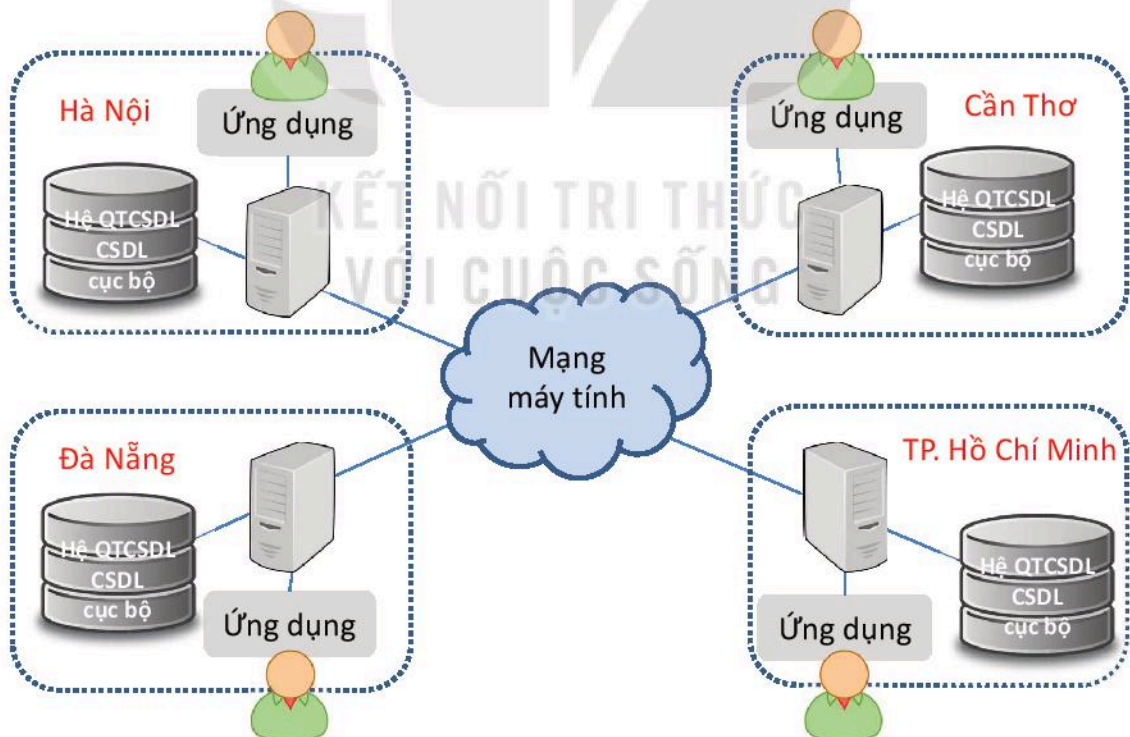 Hà Nội
Ứng dụng
Hệ QTCSDL
CSDL
cục bộ
Ứng dụng
Cần Thơ
Hệ QTCSDL
CSDL
cục bộ
KẾT NỐI TRI THỨC
VỚI CUỘC SỐNG
Mạng
máy tính
Đà Nẵng
Hệ QTCSDL
CSDL
cục bộ
Ứng dụng
TP. Hồ Chí Minh
Hệ QTCSDL
CSDL
cục bộ
Ứng dụng